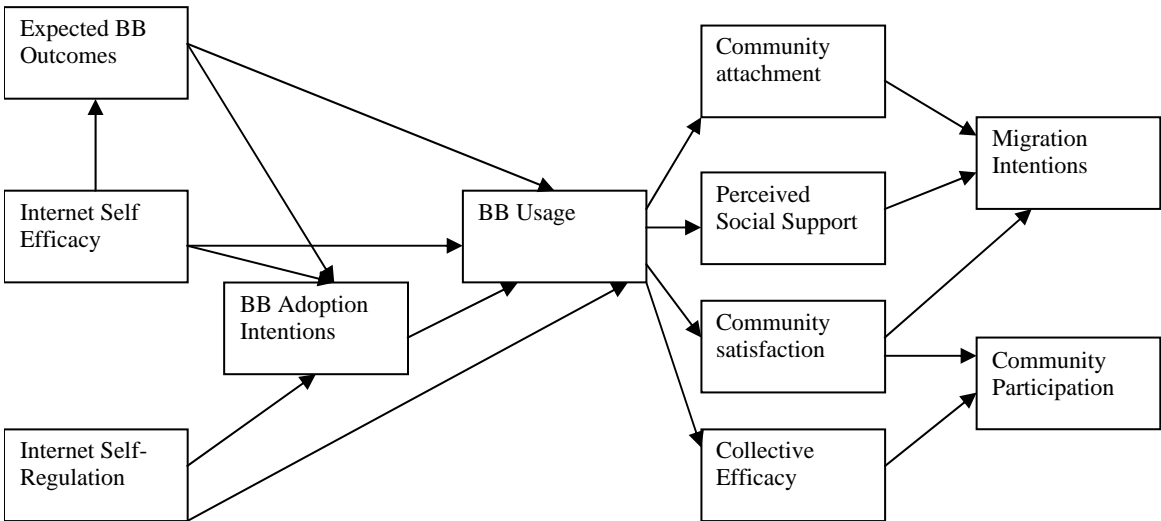 Expected BB
Outcomes
Internet Self
Efficacy
Internet Self-
Regulation
BB Adoption
Intentions
BB Usage
Community
attachment
Perceived
Social Support
Community
satisfaction
Collective
Efficacy
Migration
Intentions
Community
Participation